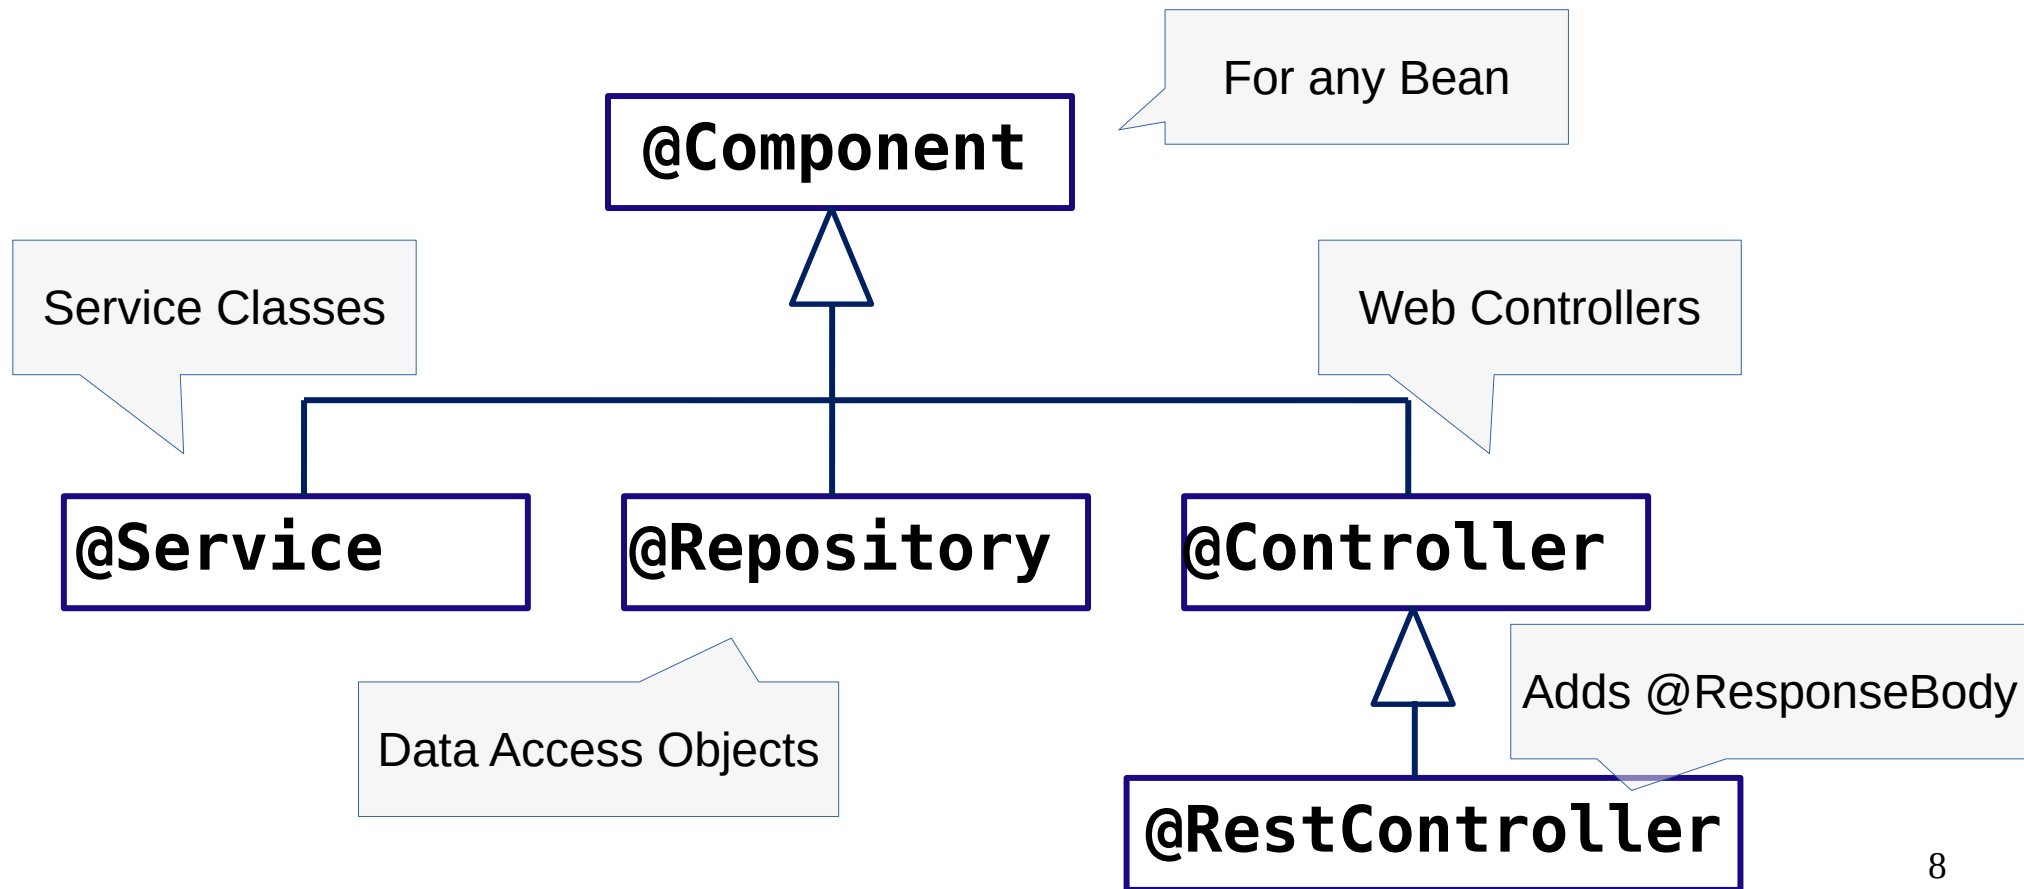 For any Bean
@Component
Service Classes
Web Controllers
@Service
@Repository
@Controller
Data Access Objects
Adds @ResponseBody
@RestController
8